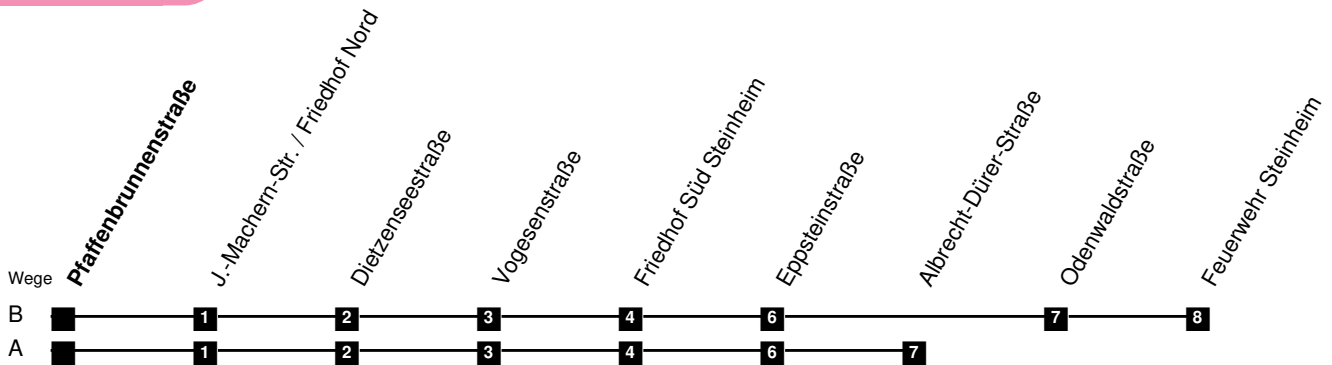 Pfaffenbrunnenstraße
J.-Machern-Str. / Friedhof Nord
Dietzenseestraße
Vogesenstraße
Friedhof Süd Steinheim
Eppsteinstraße
Albrecht-Dürer-Straße
Odenwaldstraße
Feuerwehr Steinheim
Wege
B 1 2 3 4 6 7 8
A 1 2 3 4 6 7